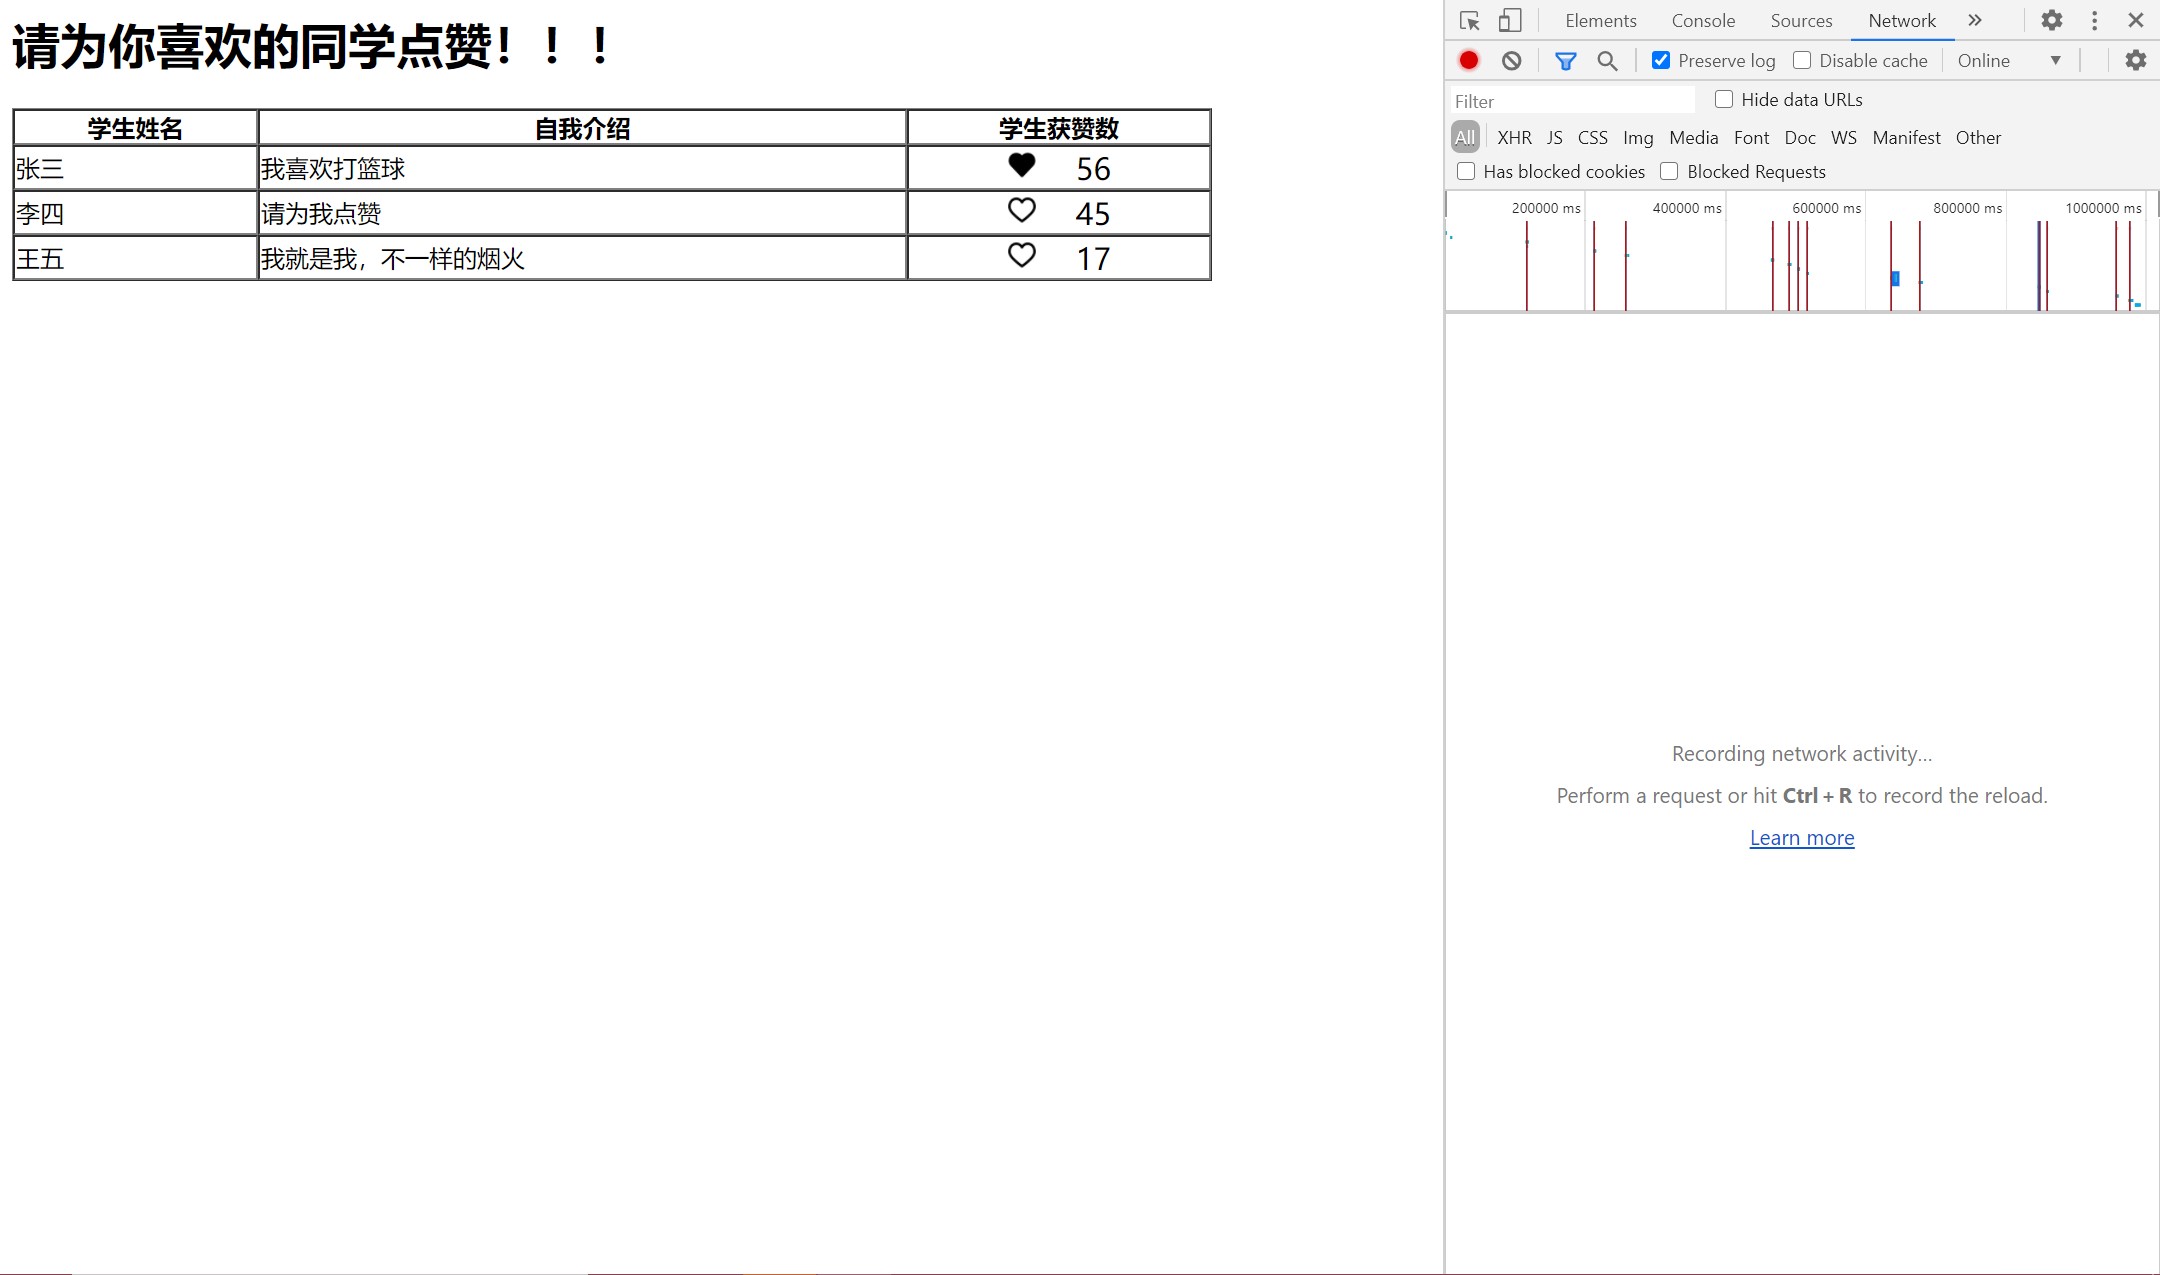 请为你喜欢的同学点赞！！！
学生姓名 自我介绍 学生获赞数
张三 我喜欢打篮球 56
李四 请为我点赞 45
王五 我就是我，不一样的烟火 17
Elements Console Sources Network
Preserve log Disable cache Online
Filter Hide data URLs
All XHR JS CSS Img Media Font Doc WS Manifest Other
Has blocked cookies Blocked Requests
200000 ms 400000 ms 600000 ms 800000 ms 1000000 ms
Recording network activity…
Perform a request or hit Ctrl + R to record the reload.
Learn more